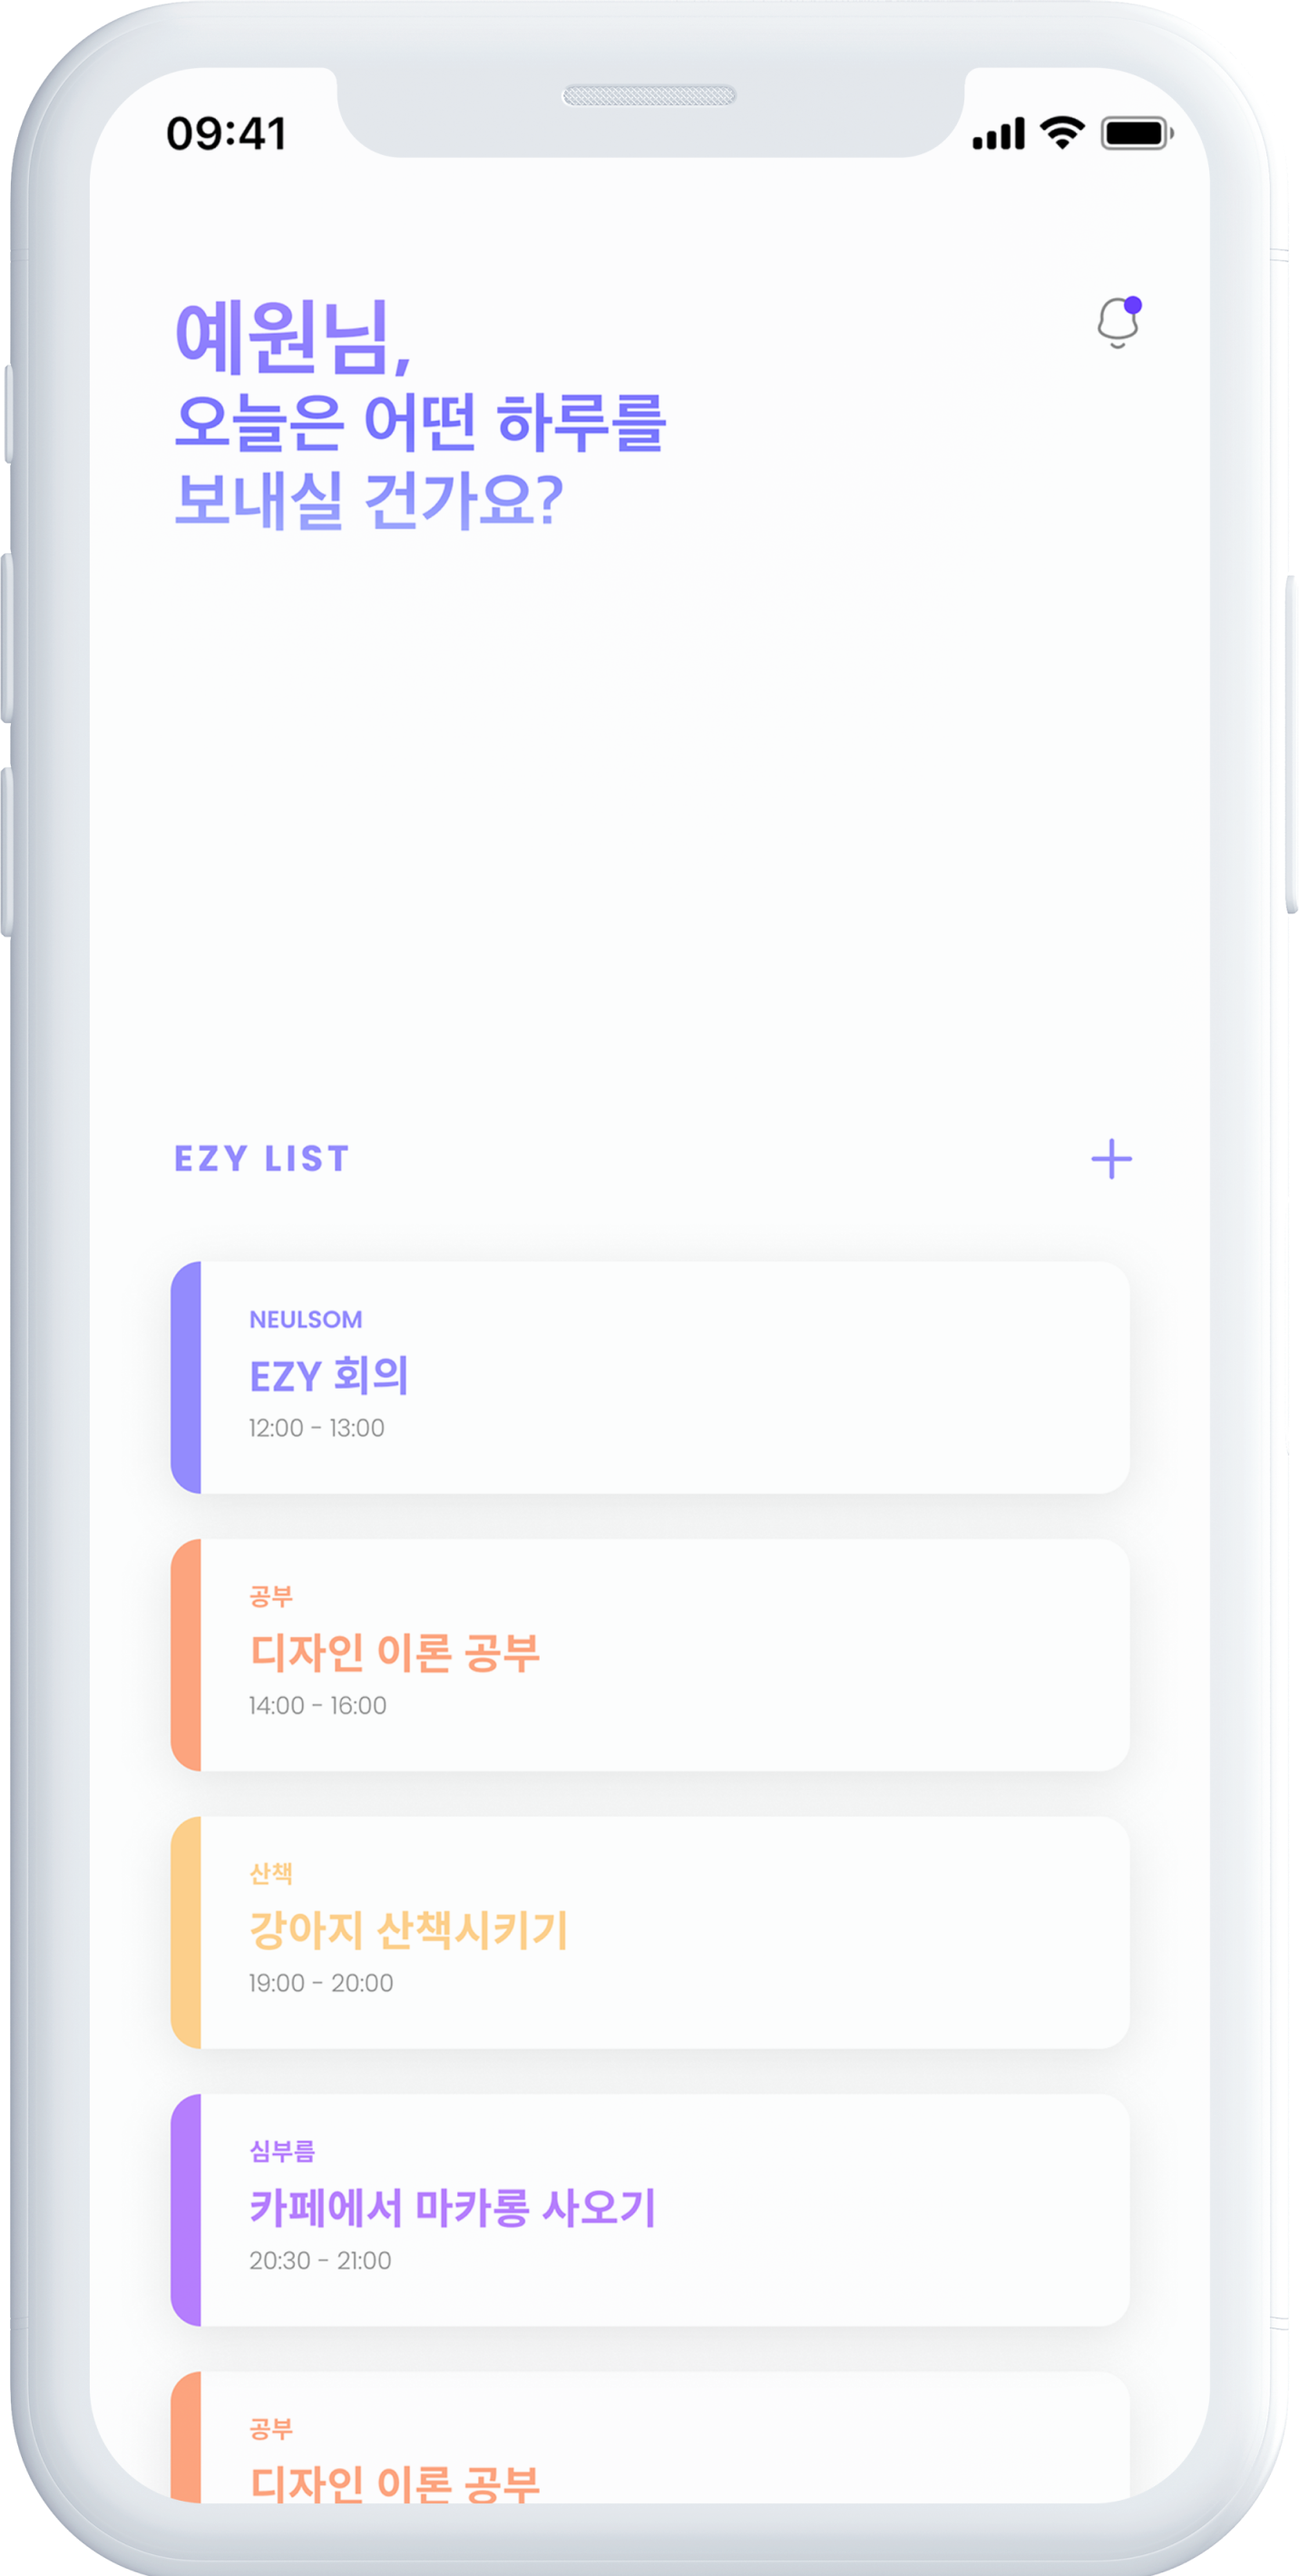 09:41
예원님,
오늘은 어떤 하루를
보내실 건가요?
EZY LIST
NEULSOM
EZY 회의
12:00 - 13:00
공부
디자인 이론 공부
14:00 - 16:00
산책
강아지 산책시키기
19:00 - 20:00
심부름
카페에서 마카롱 사오기
20:30 - 21:00
공부
디자인 이론 공부